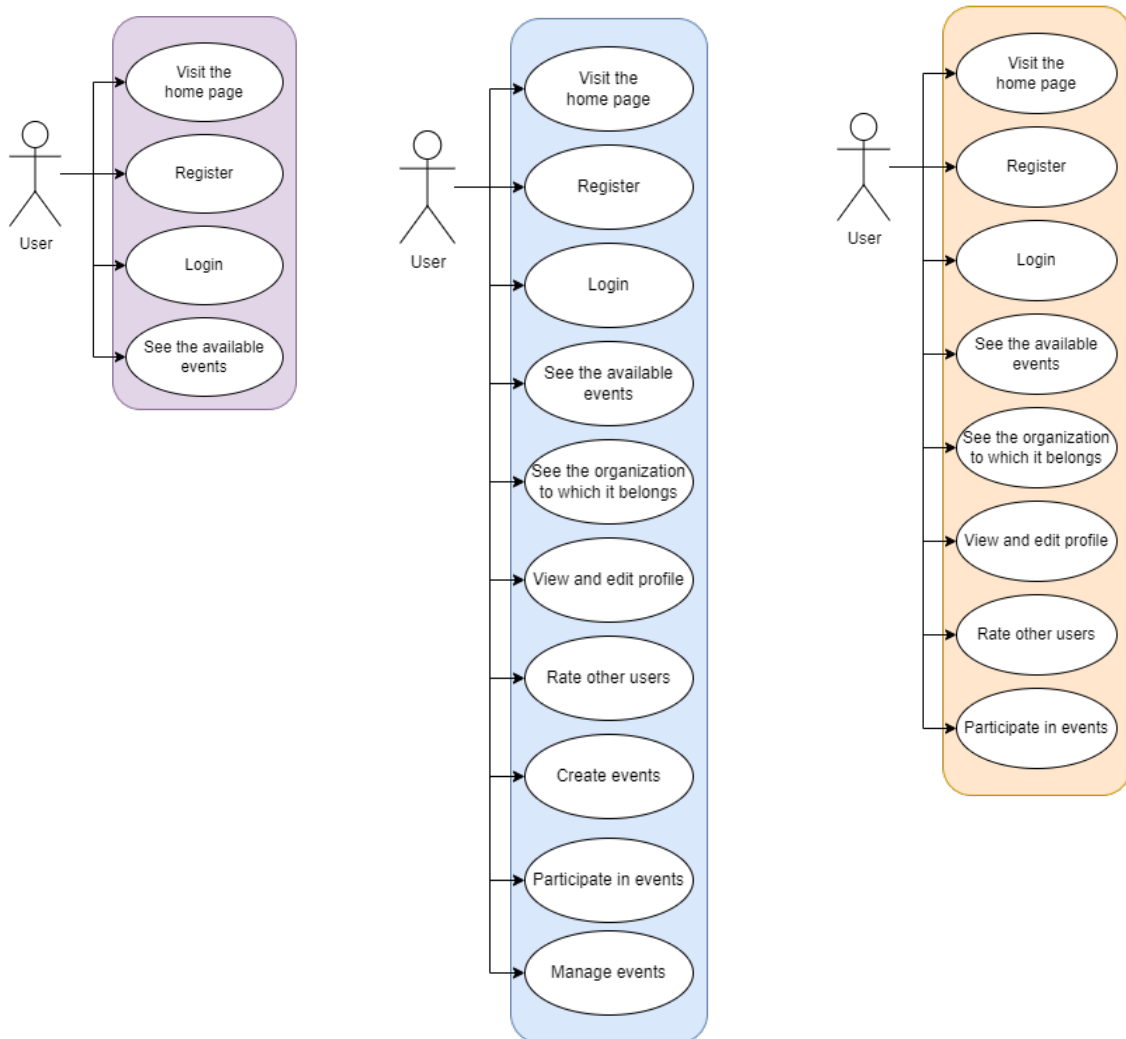 Visit the
home page
Register
User
Login
See the available
events
Visit the
home page
Register
User
Login
See the available
events
See the organization
to which it belongs
View and edit profile
Rate other users
Create events
Participate in events
Manage events
Visit the
home page
Register
User
Login
See the available
events
See the organization
to which it belongs
View and edit profile
Rate other users
Participate in events